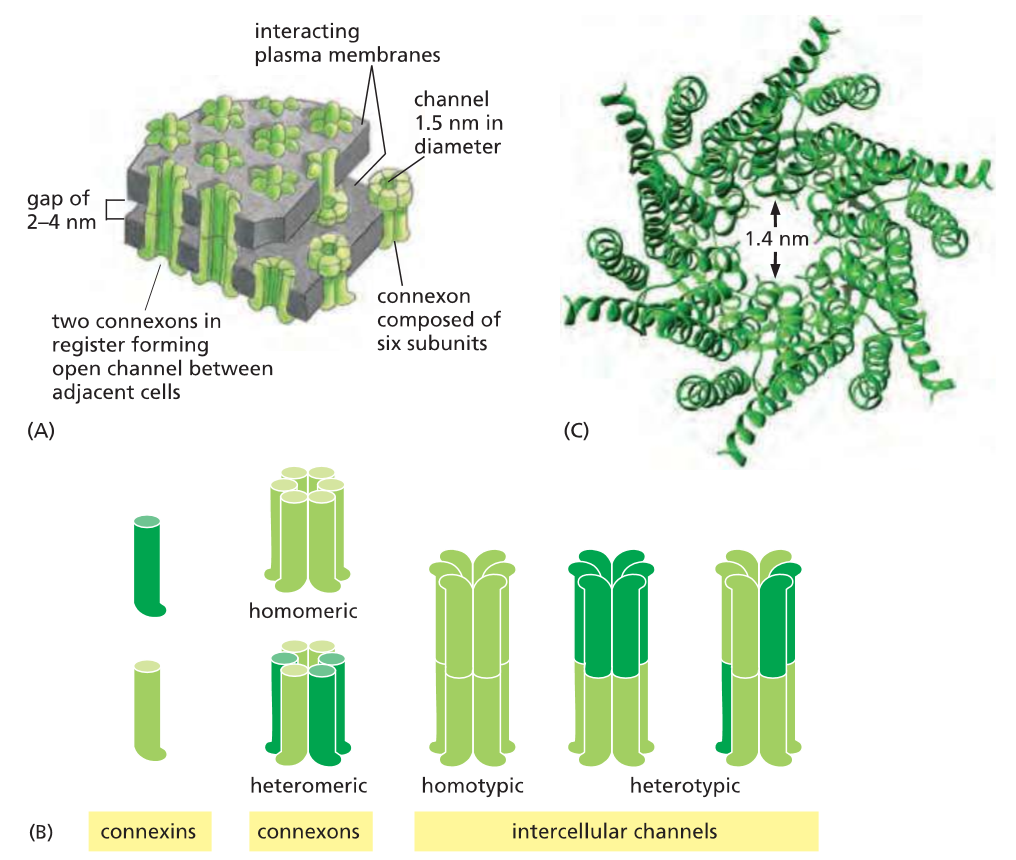 interacting
plasma membranes
channel
1.5 nm in
diameter
gap of
2–4 nm
two connexons in
register forming
open channel between
adjacent cells
connexon
composed of
six subunits
(A)
1.4 nm
(C)
homomeric
heteromeric
homotypic
heterotypic
(B)
connexins
connexons
intercellular channels